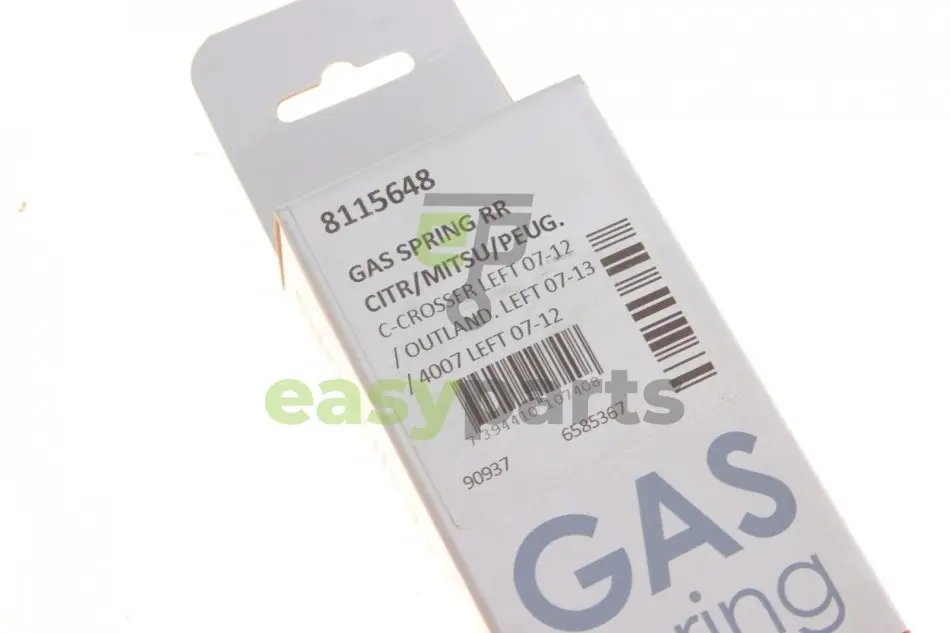 8115648
GAS SPRING RR
CITR/MITSU/PEUG.
C-CROSSER LEFT 07-12
/ OUTLAND. LEFT 07-13
/ 4007 LEFT 07-12
107408
90937
6585367
easyparts
GAS